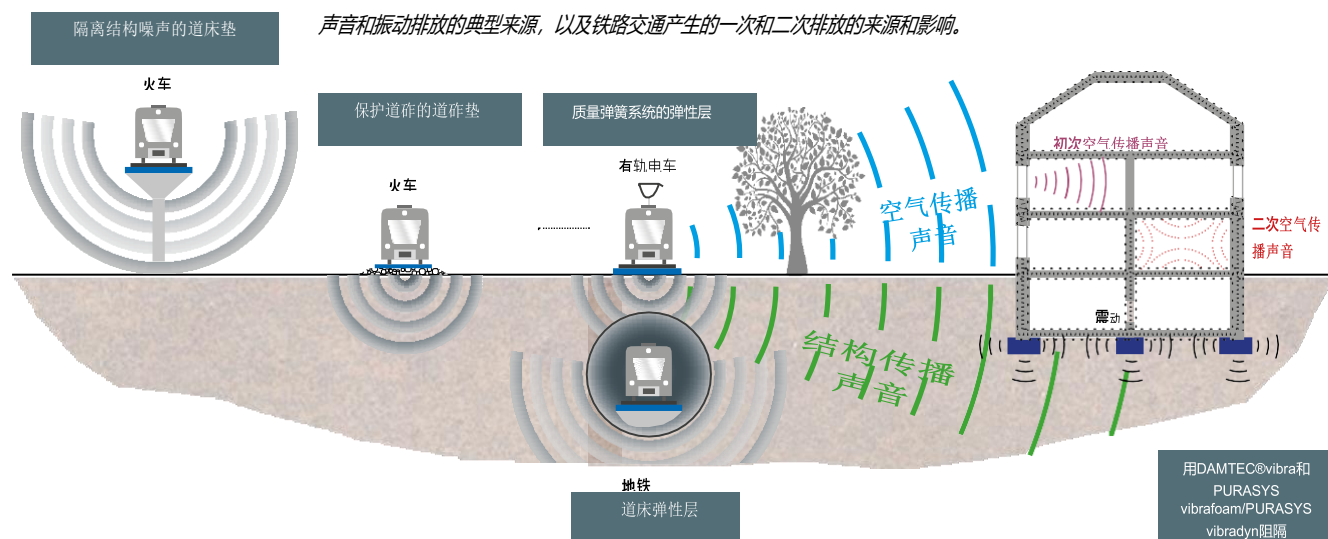 声音和振动排放的典型来源，以及铁路交通产生的一次和二次排放的来源和影响。
隔离结构噪声的道床垫
火车
保护道砟的道砟垫
火车
质量弹簧系统的弹性层
有轨电车
空气传播
声音
初次空气传播声音
二次空气传
播声音
震动
结构传播
声音
地铁
道床弹性层
用DAMTEC®vibra和
PURASYS
vibrafoam/PURASYS
vibradyn阻隔